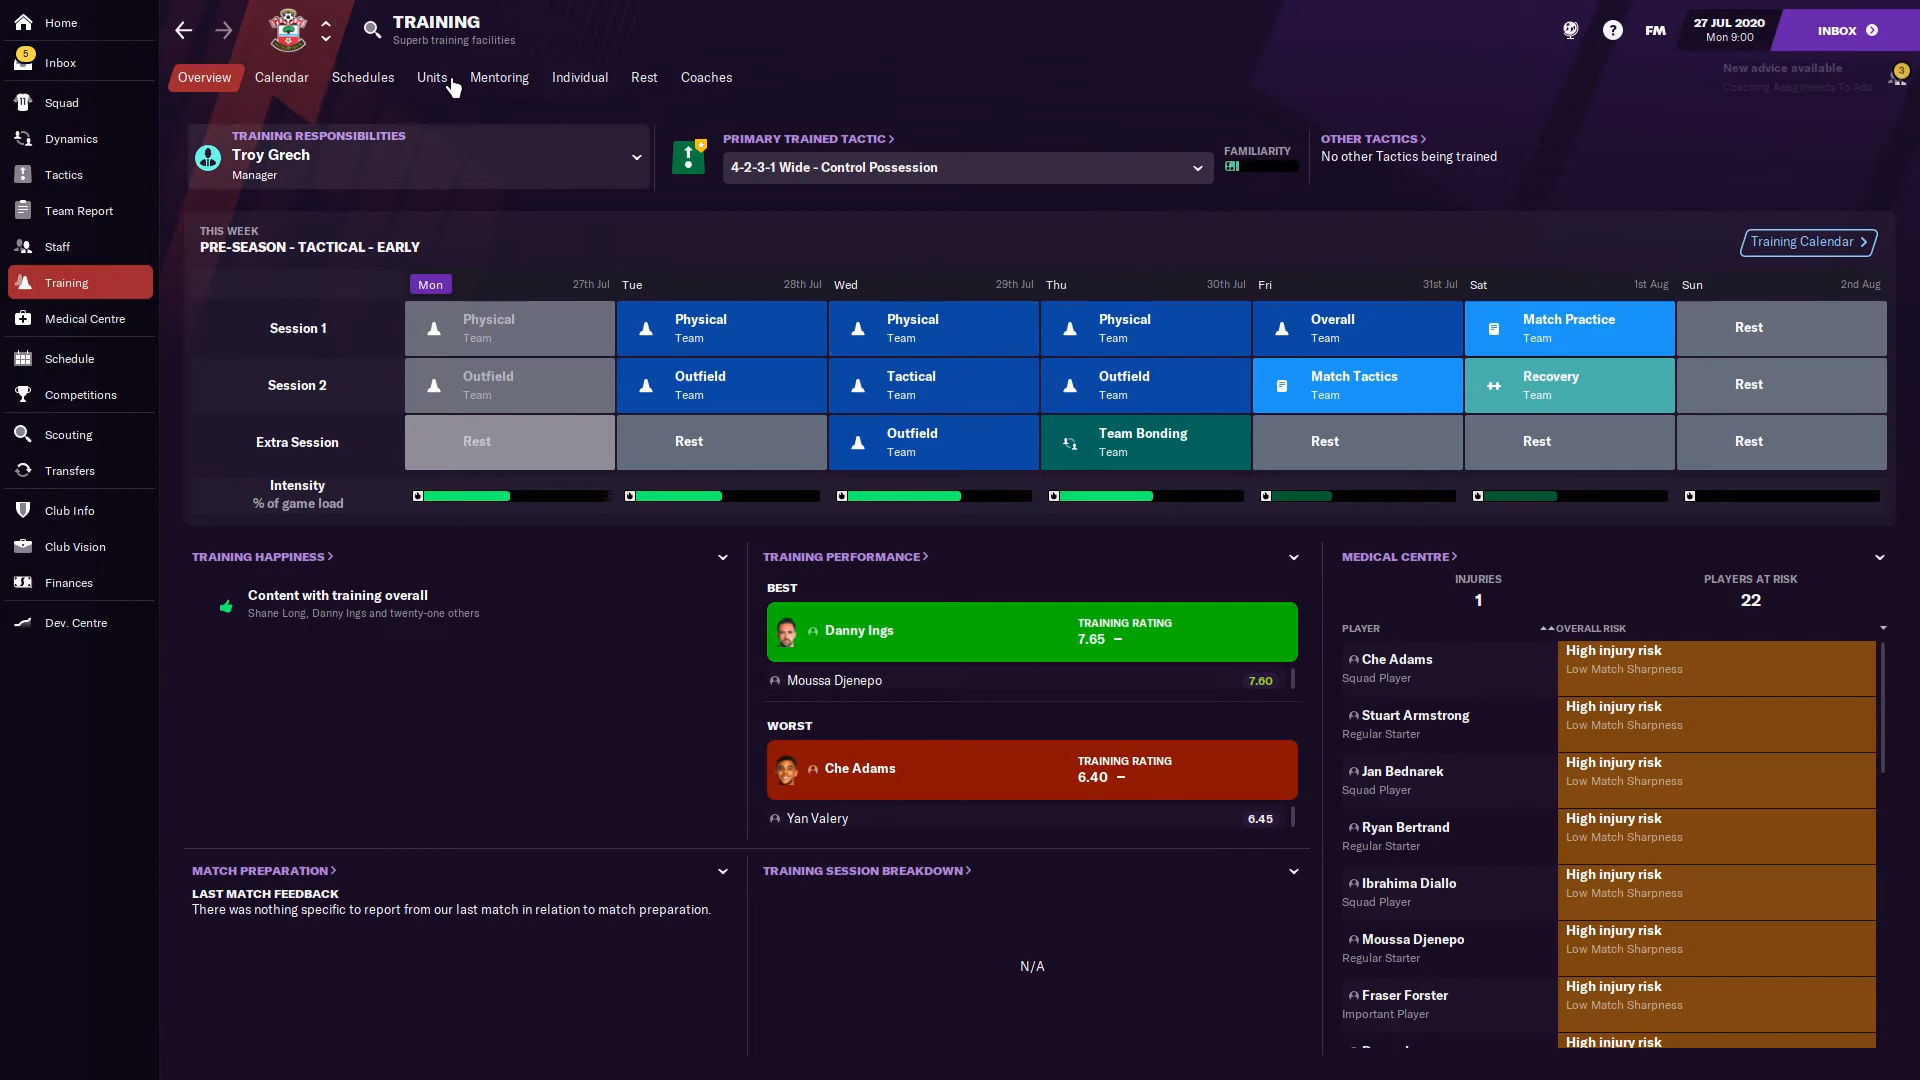 Home
5
Inbox
Squad
Dynamics
Tactics
Team Report
Staff
Training
Medical Centre
Schedule
Competitions
Scouting
Transfers
Club Info
Club Vision
Finances
Dev. Centre
TRAINING
Superb training facilities
? FM
27 JUL 2020
Mon 9:00
INBOX
New advice available
Coaching Assignments To Add
3
Overview Calendar Schedules Units Mentoring Individual Rest Coaches
TRAINING RESPONSIBILITIES
Troy Grech
Manager
PRIMARY TRAINED TACTIC >
4-2-3-1 Wide - Control Possession
FAMILIARITY
OTHER TACTICS >
No other Tactics being trained
THIS WEEK
PRE-SEASON - TACTICAL - EARLY
Training Calendar >
Mon 27th Jul Tue 28th Jul Wed 29th Jul Thu 30th Jul Fri 31st Jul Sat 1st Aug Sun 2nd Aug
Session 1
Physical Physical Physical Physical Overall Match Practice Rest
Team Team Team Team Team Team
Session 2
Outfield Outfield Tactical Outfield Match Tactics Recovery Rest
Team Team Team Team Team Team
Extra Session
Rest Rest Outfield Team Bonding Rest Rest Rest
Team Team
Intensity
% of game load
TRAINING HAPPINESS >
Content with training overall
Shane Long, Danny Ings and twenty-one others
TRAINING PERFORMANCE >
BEST
Danny Ings
TRAINING RATING
7.65 –
Moussa Djenepo 7.60
WORST
Che Adams
TRAINING RATING
6.40 –
Yan Valery 6.45
MEDICAL CENTRE >
INJURIES PLAYERS AT RISK
1 22
PLAYER OVERALL RISK
Che Adams High injury risk
Squad Player Low Match Sharpness
Stuart Armstrong High injury risk
Regular Starter Low Match Sharpness
Jan Bednarek High injury risk
Squad Player Low Match Sharpness
Ryan Bertrand High injury risk
Regular Starter Low Match Sharpness
Ibrahima Diallo High injury risk
Squad Player Low Match Sharpness
Moussa Djenepo High injury risk
Regular Starter Low Match Sharpness
Fraser Forster High injury risk
Important Player Low Match Sharpness
High injury risk
MATCH PREPARATION >
LAST MATCH FEEDBACK
There was nothing specific to report from our last match in relation to match preparation.
TRAINING SESSION BREAKDOWN >
N/A